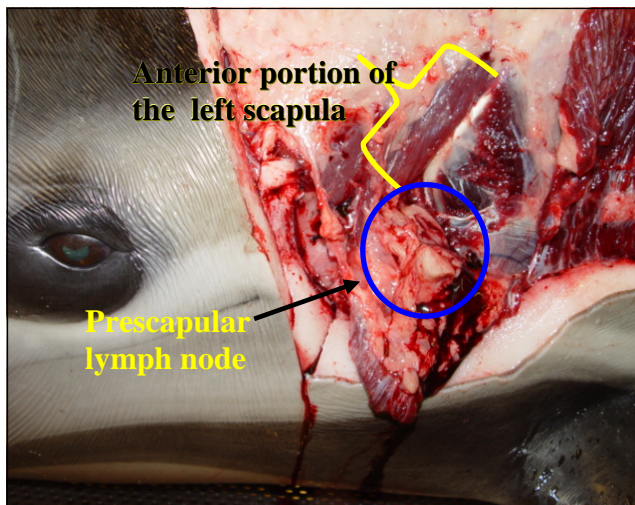 Anterior portion of
the left scapula
Prescapular
lymph node